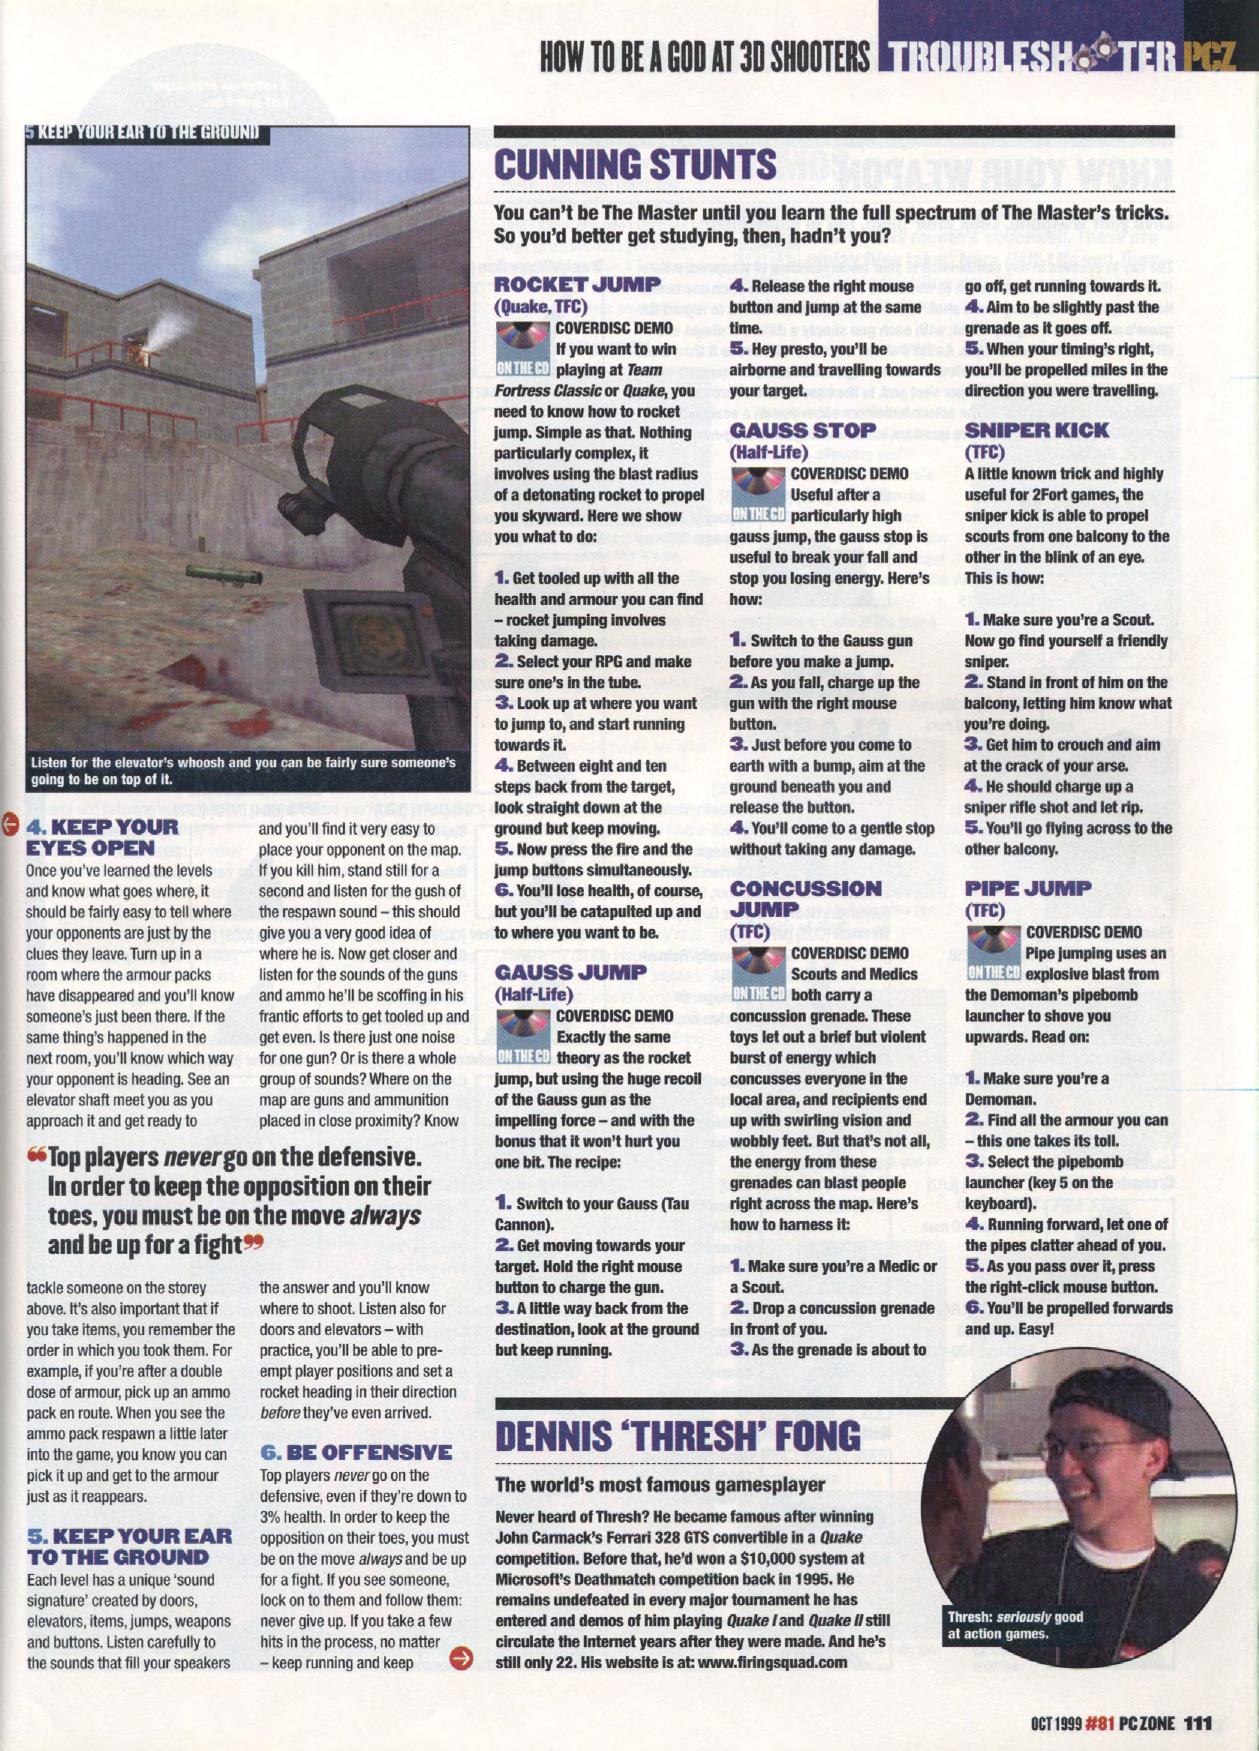 HOW TO BE A GOD AT 3D SHOOTERS TROUBLESHOOTER PCZ
5 KEEP YOUR EAR TO THE GROUND
Listen for the elevator's whoosh and you can be fairly sure someone's
going to be on top of it.
4. KEEP YOUR
EYES OPEN
Once you've learned the levels
and know what goes where, it
should be fairly easy to tell where
your opponents are just by the
clues they leave. Turn up in a
room where the armour packs
have disappeared and you'll know
someone's just been there. If the
same thing's happened in the
next room, you'll know which way
your opponent is heading. See an
elevator shaft meet you as you
approach it and get ready to
tackle someone on the storey
above. It's also important that if
you take items, you remember the
order in which you took them. For
example, if you're after a double
dose of armour, pick up an ammo
pack en route. When you see the
ammo pack respawn a little later
into the game, you know you can
pick it up and get to the armour
just as it reappears.
5. KEEP YOUR EAR
TO THE GROUND
Each level has a unique 'sound
signature' created by doors,
elevators, items, jumps, weapons
and buttons. Listen carefully to
the sounds that fill your speakers
and you'll find it very easy to
place your opponent on the map.
If you kill him, stand still for a
second and listen for the gush of
the respawn sound – this should
give you a very good idea of
where he is. Now get closer and
listen for the sounds of the guns
and ammo he'll be scoffing in his
frantic efforts to get tooled up and
get even. Is there just one noise
for one gun? Or is there a whole
group of sounds? Where on the
map are guns and ammunition
placed in close proximity? Know
the answer and you'll know
where to shoot. Listen also for
doors and elevators – with
practice, you'll be able to pre-
empt player positions and set a
rocket heading in their direction
before they've even arrived.
6. BE OFFENSIVE
Top players never go on the
defensive, even if they're down to
3% health. In order to keep the
opposition on their toes, you must
be on the move always and be up
for a fight. If you see someone,
lock on to them and follow them:
never give up. If you take a few
hits in the process, no matter
– keep running and keep
“Top players never go on the defensive.
In order to keep the opposition on their
toes, you must be on the move always
and be up for a fight”
CUNNING STUNTS
You can't be The Master until you learn the full spectrum of The Master's tricks.
So you'd better get studying, then, hadn't you?
ROCKET JUMP
(Quake, TFC)
COVERDISC DEMO
If you want to win
ON THE CD playing at Team
Fortress Classic or Quake, you
need to know how to rocket
jump. Simple as that. Nothing
particularly complex, it
involves using the blast radius
of a detonating rocket to propel
you skyward. Here we show
you what to do:
1. Get tooled up with all the
health and armour you can find
– rocket jumping involves
taking damage.
2. Select your RPG and make
sure one's in the tube.
3. Look up at where you want
to jump to, and start running
towards it.
4. Between eight and ten
steps back from the target,
look straight down at the
ground but keep moving.
5. Now press the fire and the
jump buttons simultaneously.
6. You'll lose health, of course,
but you'll be catapulted up and
to where you want to be.
GAUSS JUMP
(Half-Life)
COVERDISC DEMO
Exactly the same
ON THE CD theory as the rocket
jump, but using the huge recoil
of the Gauss gun as the
impelling force – and with the
bonus that it won't hurt you
one bit. The recipe:
1. Switch to your Gauss (Tau
Cannon).
2. Get moving towards your
target. Hold the right mouse
button to charge the gun.
3. A little way back from the
destination, look at the ground
but keep running.
4. Release the right mouse
button and jump at the same
time.
5. Hey presto, you'll be
airborne and travelling towards
your target.
GAUSS STOP
(Half-Life)
COVERDISC DEMO
Useful after a
ON THE CD particularly high
gauss jump, the gauss stop is
useful to break your fall and
stop you losing energy. Here's
how:
1. Switch to the Gauss gun
before you make a jump.
2. As you fall, charge up the
gun with the right mouse
button.
3. Just before you come to
earth with a bump, aim at the
ground beneath you and
release the button.
4. You'll come to a gentle stop
without taking any damage.
CONCUSSION
JUMP
(TFC)
COVERDISC DEMO
Scouts and Medics
ON THE CD both carry a
concussion grenade. These
toys let out a brief but violent
burst of energy which
concusses everyone in the
local area, and recipients end
up with swirling vision and
wobbly feet. But that's not all,
the energy from these
grenades can blast people
right across the map. Here's
how to harness it:
1. Make sure you're a Medic or
a Scout.
2. Drop a concussion grenade
in front of you.
3. As the grenade is about to
go off, get running towards it.
4. Aim to be slightly past the
grenade as it goes off.
5. When your timing's right,
you'll be propelled miles in the
direction you were travelling.
SNIPER KICK
(TFC)
A little known trick and highly
useful for 2Fort games, the
sniper kick is able to propel
scouts from one balcony to the
other in the blink of an eye.
This is how:
1. Make sure you're a Scout.
Now go find yourself a friendly
sniper.
2. Stand in front of him on the
balcony, letting him know what
you're doing.
3. Get him to crouch and aim
at the crack of your arse.
4. He should charge up a
sniper rifle shot and let rip.
5. You'll go flying across to the
other balcony.
PIPE JUMP
(TFC)
COVERDISC DEMO
Pipe jumping uses an
ON THE CD explosive blast from
the Demoman's pipebomb
launcher to shove you
upwards. Read on:
1. Make sure you're a
Demoman.
2. Find all the armour you can
– this one takes its toll.
3. Select the pipebomb
launcher (key 5 on the
keyboard).
4. Running forward, let one of
the pipes clatter ahead of you.
5. As you pass over it, press
the right-click mouse button.
6. You'll be propelled forwards
and up. Easy!
DENNIS 'THRESH' FONG
The world's most famous gamesplayer
Never heard of Thresh? He became famous after winning
John Carmack's Ferrari 328 GTS convertible in a Quake
competition. Before that, he'd won a $10,000 system at
Microsoft's Deathmatch competition back in 1995. He
remains undefeated in every major tournament he has
entered and demos of him playing Quake I and Quake II still
circulate the Internet years after they were made. And he's
still only 22. His website is at: www.firingsquad.com
Thresh: seriously good
at action games.
OCT 1999 #81 PC ZONE 111